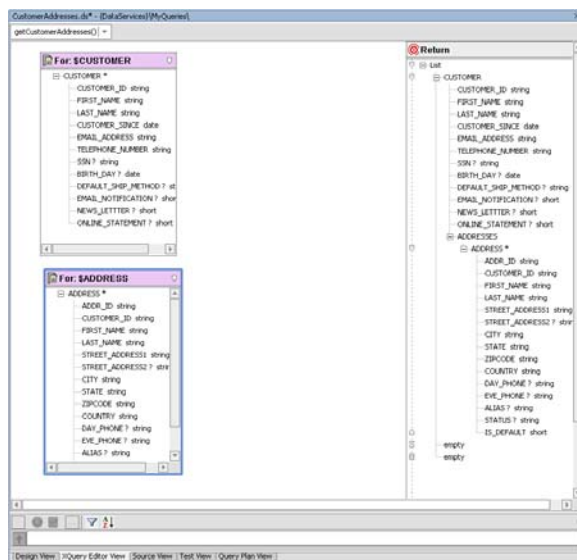 CustomerAddresses.ds* - {DataServices}\MyQueries\
getCustomerAddresses()
For: $CUSTOMER
CUSTOMER *
CUSTOMER_ID string
FIRST_NAME string
LAST_NAME string
CUSTOMER_SINCE date
EMAIL_ADDRESS string
TELEPHONE_NUMBER string
SSN ? string
BIRTH_DAY ? date
DEFAULT_SHIP_METHOD ? st
EMAIL_NOTIFICATION ? shor
NEWS_LETTTER ? short
ONLINE_STATEMENT ? short
For: $ADDRESS
ADDRESS *
ADDR_ID string
CUSTOMER_ID string
FIRST_NAME string
LAST_NAME string
STREET_ADDRESS1 string
STREET_ADDRESS2 ? strir
CITY string
STATE string
ZIPCODE string
COUNTRY string
DAY_PHONE ? string
EVE_PHONE ? string
ALIAS ? string
Return
List
CUSTOMER
CUSTOMER_ID string
FIRST_NAME string
LAST_NAME string
CUSTOMER_SINCE date
EMAIL_ADDRESS string
TELEPHONE_NUMBER string
SSN ? string
BIRTH_DAY ? date
DEFAULT_SHIP_METHOD ? string
EMAIL_NOTIFICATION ? short
NEWS_LETTTER ? short
ONLINE_STATEMENT ? short
ADDRESSES
ADDRESS *
ADDR_ID string
CUSTOMER_ID string
FIRST_NAME string
LAST_NAME string
STREET_ADDRESS1 string
STREET_ADDRESS2 ? string
CITY string
STATE string
ZIPCODE string
COUNTRY string
DAY_PHONE ? string
EVE_PHONE ? string
ALIAS ? string
STATUS ? string
IS_DEFAULT short
empty
empty
Design View XQuery Editor View Source View Test View Query Plan View